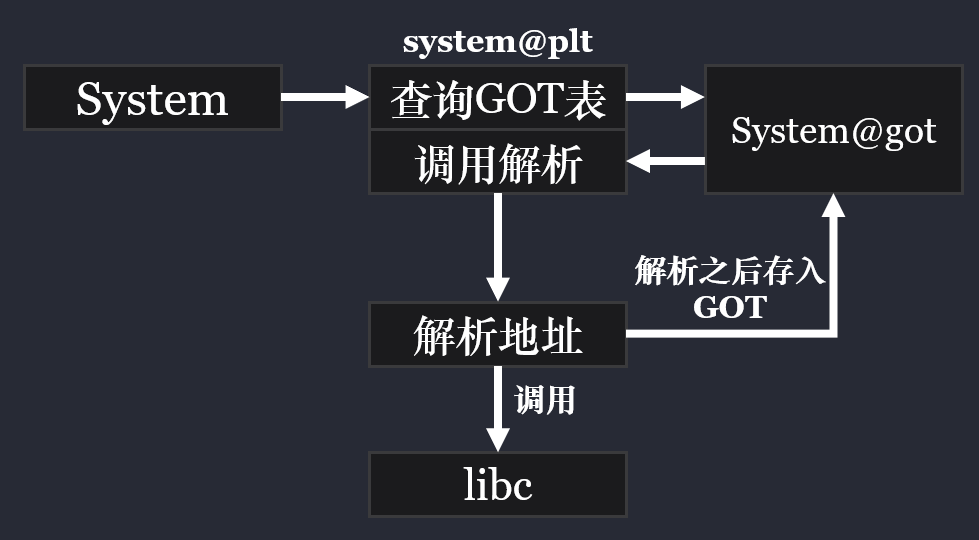 system@plt
System
查询GOT表
System@got
调用解析
解析之后存入
GOT
解析地址
调用
libc